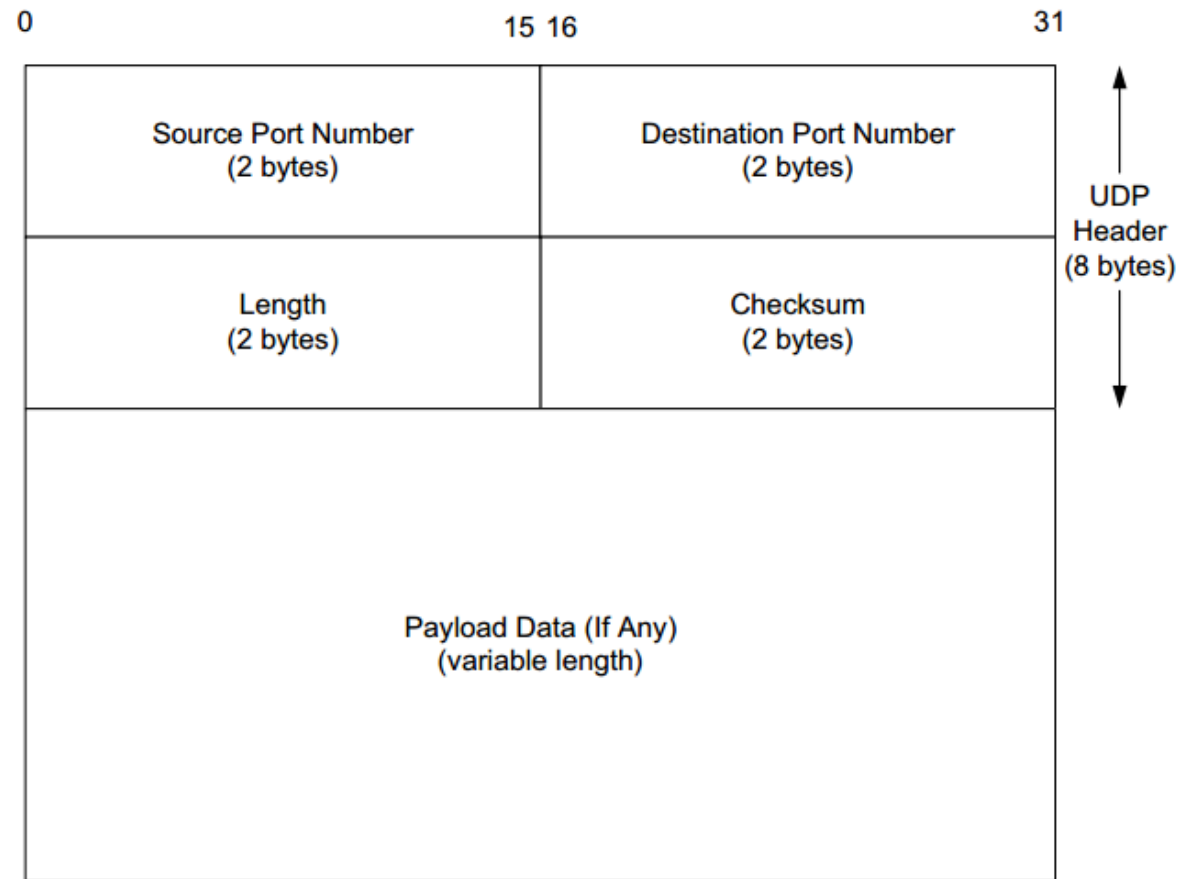 0 15 16 31
Source Port Number
(2 bytes)
Destination Port Number
(2 bytes)
UDP
Header
(8 bytes)
Length
(2 bytes)
Checksum
(2 bytes)
Payload Data (If Any)
(variable length)